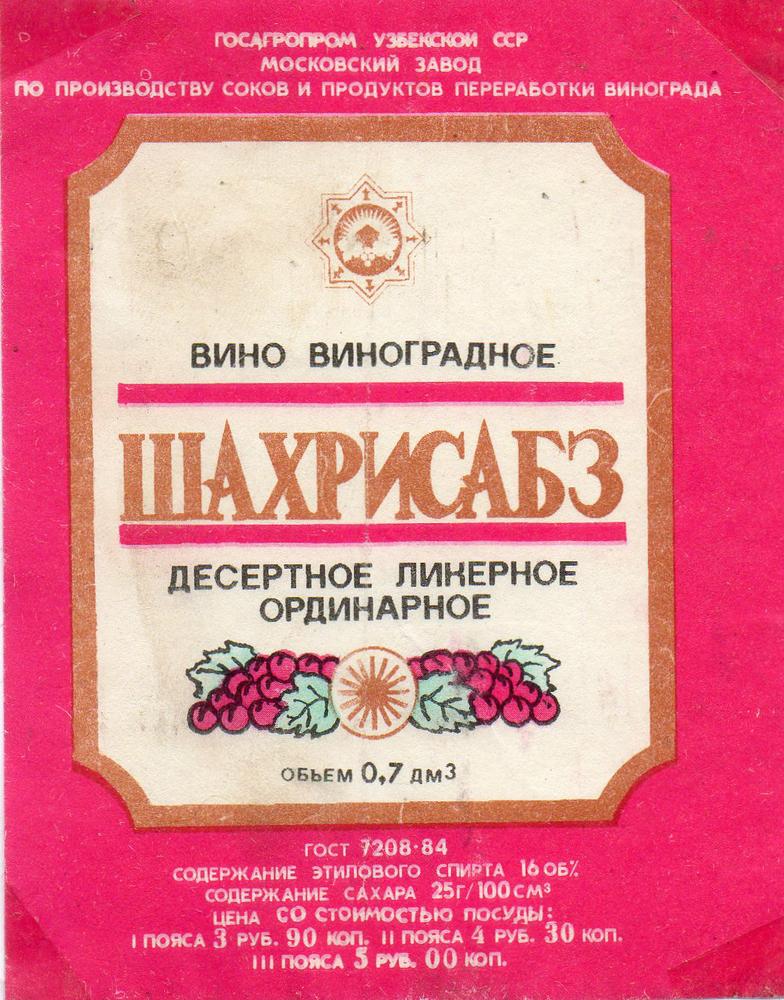 ГОСАГРОПРОМ УЗБЕКСКОЙ ССР
МОСКОВСКИЙ ЗАВОД
ПО ПРОИЗВОДСТВУ СОКОВ И ПРОДУКТОВ ПЕРЕРАБОТКИ ВИНОГРАДА
ВИНО ВИНОГРАДНОЕ
ШАХРИСАБЗ
ДЕСЕРТНОЕ ЛИКЕРНОЕ
ОРДИНАРНОЕ
ОБЬЕМ 0,7 ДМ³
ГОСТ 7208·84
СОДЕРЖАНИЕ ЭТИЛОВОГО СПИРТА 16 ОБ%
СОДЕРЖАНИЕ САХАРА 25Г/100СМ³
ЦЕНА СО СТОИМОСТЬЮ ПОСУДЫ:
I ПОЯСА 3 РУБ. 90 КОП. II ПОЯСА 4 РУБ. 30 КОП.
III ПОЯСА 5 РУБ. 00 КОП.